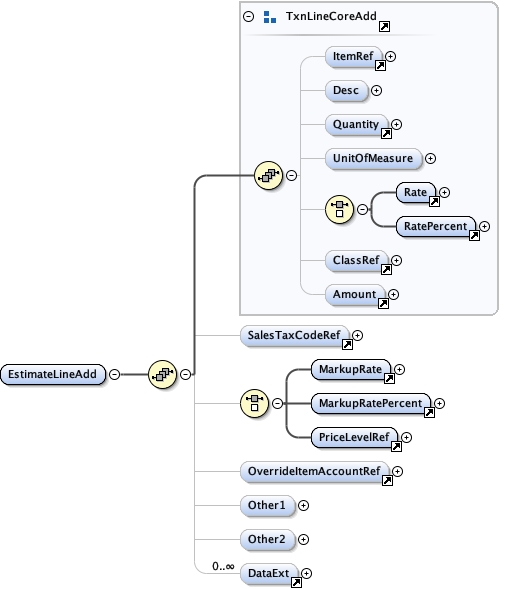 TxnLineCoreAdd
ItemRef
Desc
Quantity
UnitOfMeasure
Rate
RatePercent
ClassRef
Amount
SalesTaxCodeRef
EstimateLineAdd
MarkupRate
MarkupRatePercent
PriceLevelRef
OverrideItemAccountRef
Other1
Other2
0..∞
DataExt